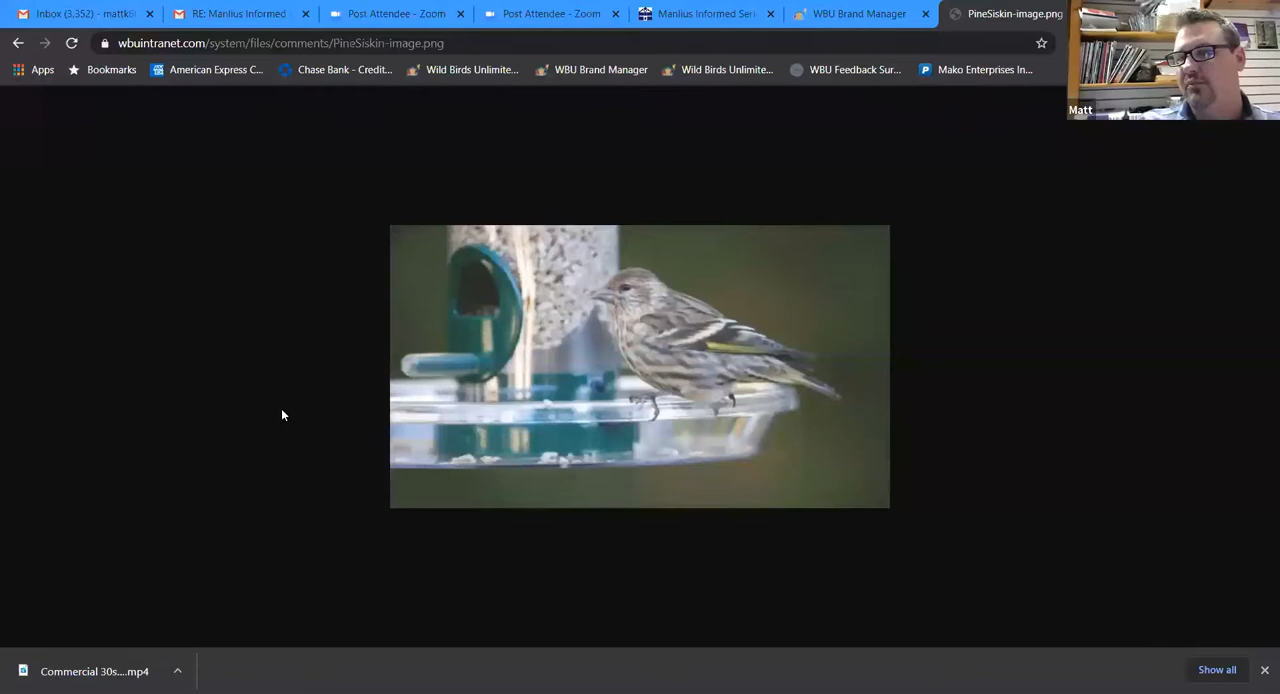 Inbox (3,352) - mattk6
RE: Manlius Informed
Post Attendee - Zoom
Post Attendee - Zoom
Manlius Informed Seri
WBU Brand Manager
PineSiskin-image.png
wbuintranet.com/system/files/comments/PineSiskin-image.png
Apps
Bookmarks
American Express C...
Chase Bank - Credit...
Wild Birds Unlimite...
WBU Brand Manager
Wild Birds Unlimite...
WBU Feedback Sur...
Mako Enterprises In...
Matt
Commercial 30s....mp4
Show all